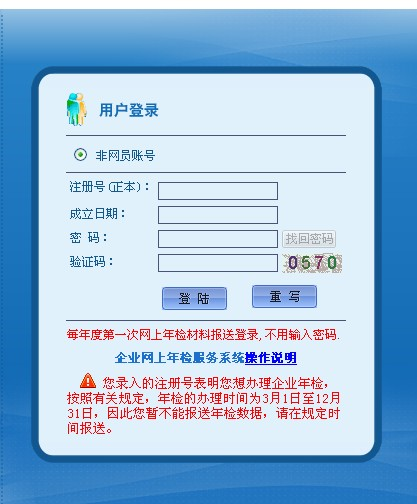 用户登录
非网员账号
注册号(正本)：
成立日期：
密 码： 找回密码
验证码： 0570
登 陆 重 写
每年度第一次网上年检材料报送登录, 不用输入密码.
企业网上年检服务系统操作说明
您录入的注册号表明您想办理企业年检，
按照有关规定，年检的办理时间为3月1日至12月
31日，因此您暂不能报送年检数据，请在规定时
间报送。